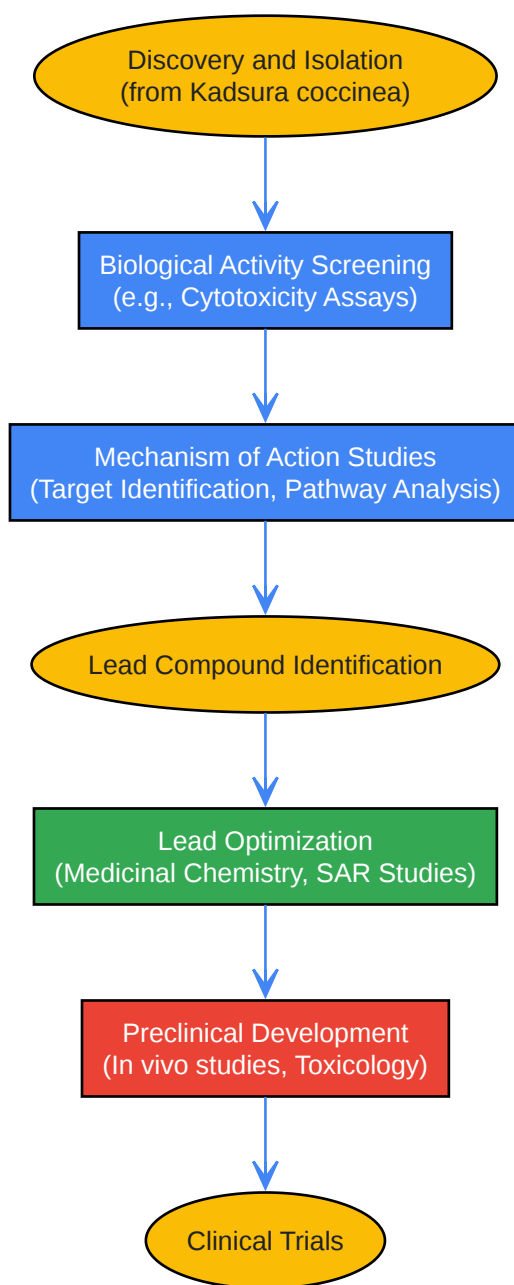 Discovery and Isolation
(from Kadsura coccinea)
Biological Activity Screening
(e.g., Cytotoxicity Assays)
Mechanism of Action Studies
(Target Identification, Pathway Analysis)
Lead Compound Identification
Lead Optimization
(Medicinal Chemistry, SAR Studies)
Preclinical Development
(In vivo studies, Toxicology)
Clinical Trials